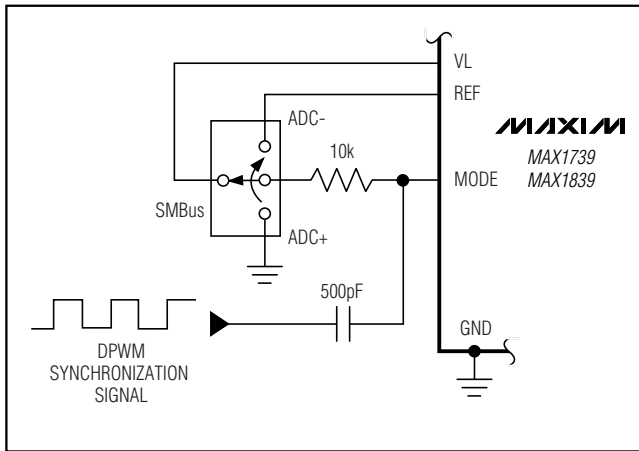 VL
REF
ADC-
MAXIM
10k
MAX1739
MAX1839
MODE
SMBus
ADC+
500pF
GND
DPWM
SYNCHRONIZATION
SIGNAL